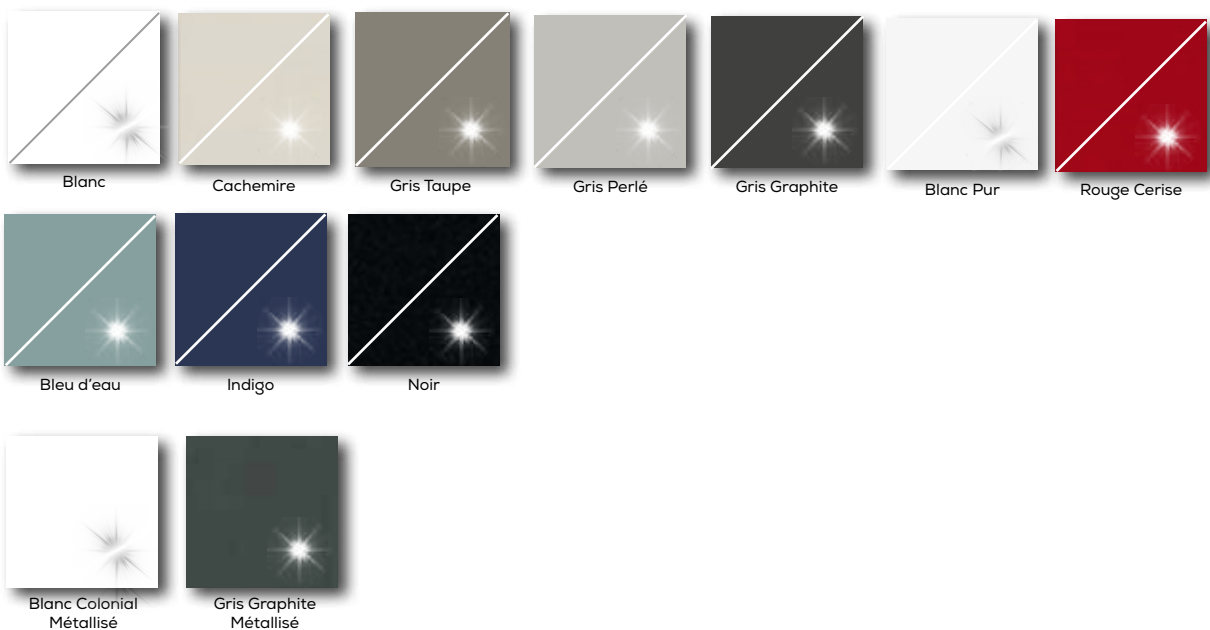 Blanc
Cachemire
Gris Taupe
Gris Perlé
Gris Graphite
Blanc Pur
Rouge Cerise
Bleu d'eau
Indigo
Noir
Blanc Colonial
Métallisé
Gris Graphite
Métallisé